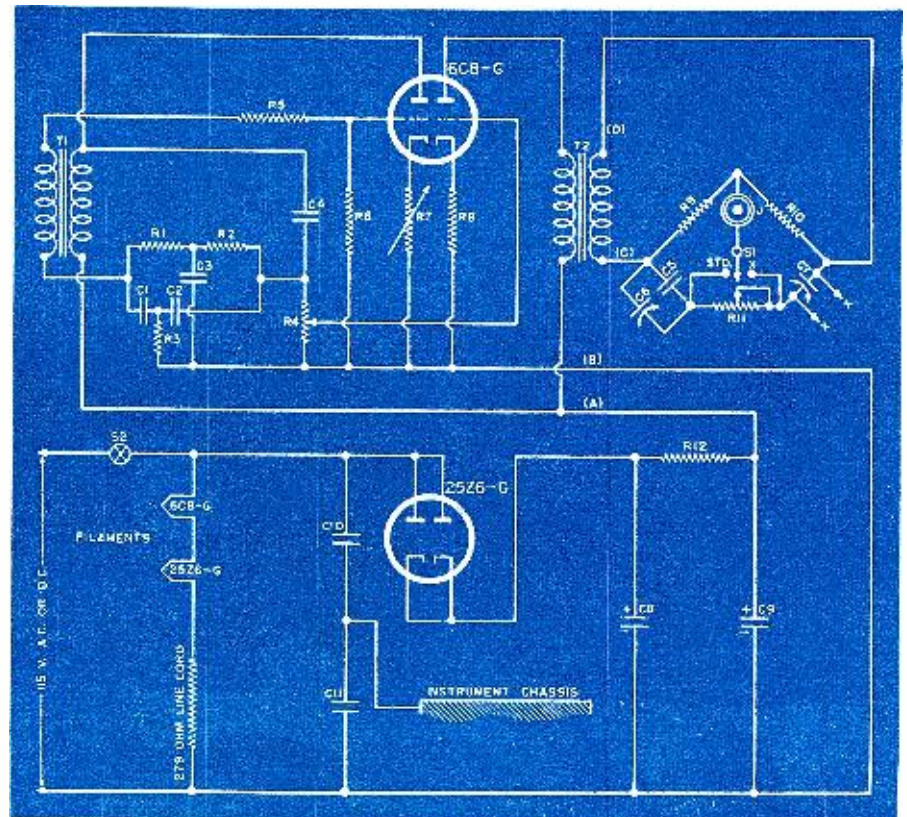 6C8-G
R5
T1
T2
(D)
C4
R6
R7
R8
R9
J
R10
R1
R2
(C)
S1
C3
C5
STD.
X
C7
C1
C2
C6
X
R4
R11
R3
X
(B)
(A)
S2
R12
25Z6-G
6C8-G
C10
FILAMENTS
25Z6-G
C8
C9
115 V. A.C. OR D.C.
279 OHM LINE CORD
C11
INSTRUMENT CHASSIS